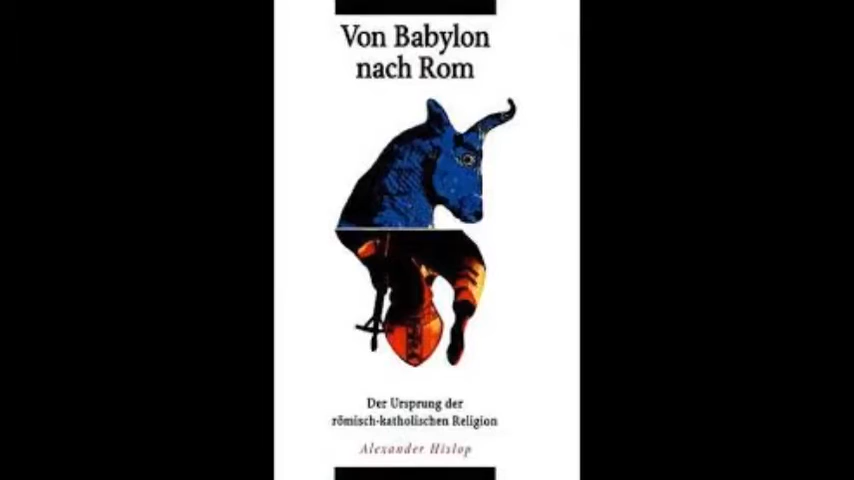 Von Babylon
nach Rom
Der Ursprung der
römisch-katholischen Religion
Alexander Hislop